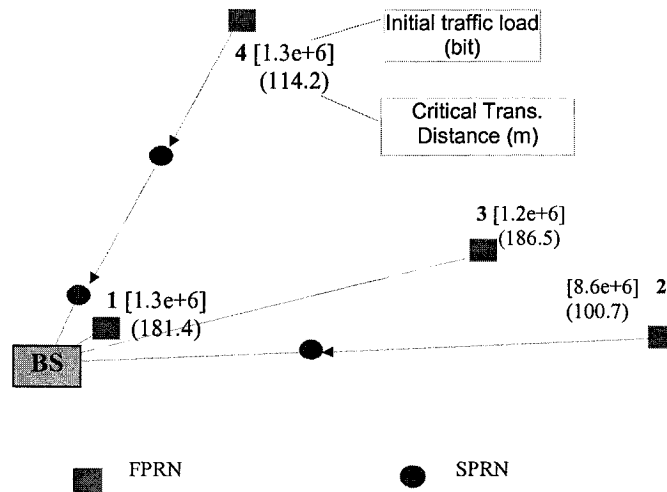 Initial traffic load
(bit)
4 [1.3e+6]
(114.2)
Critical Trans.
Distance (m)
3 [1.2e+6]
(186.5)
[8.6e+6] 2
(100.7)
1 [1.3e+6]
(181.4)
BS
FPRN
SPRN